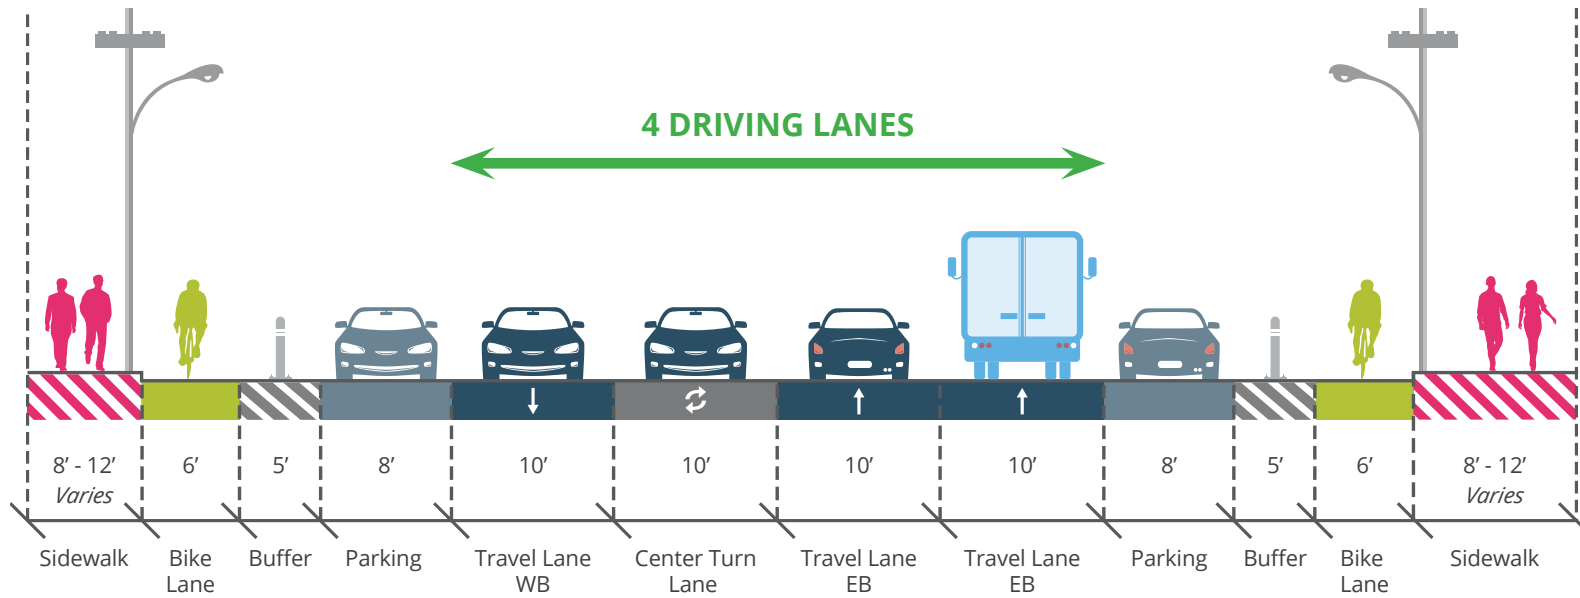 4 DRIVING LANES
8’ - 12’ 6’ 5’ 8’ 10’ 10’ 10’ 10’ 8’ 5’ 6’ 8’ - 12’
Varies Varies
Sidewalk Bike Buffer Parking Travel Lane Center Turn Travel Lane Travel Lane Parking Buffer Bike Sidewalk
Lane WB Lane EB EB Lane